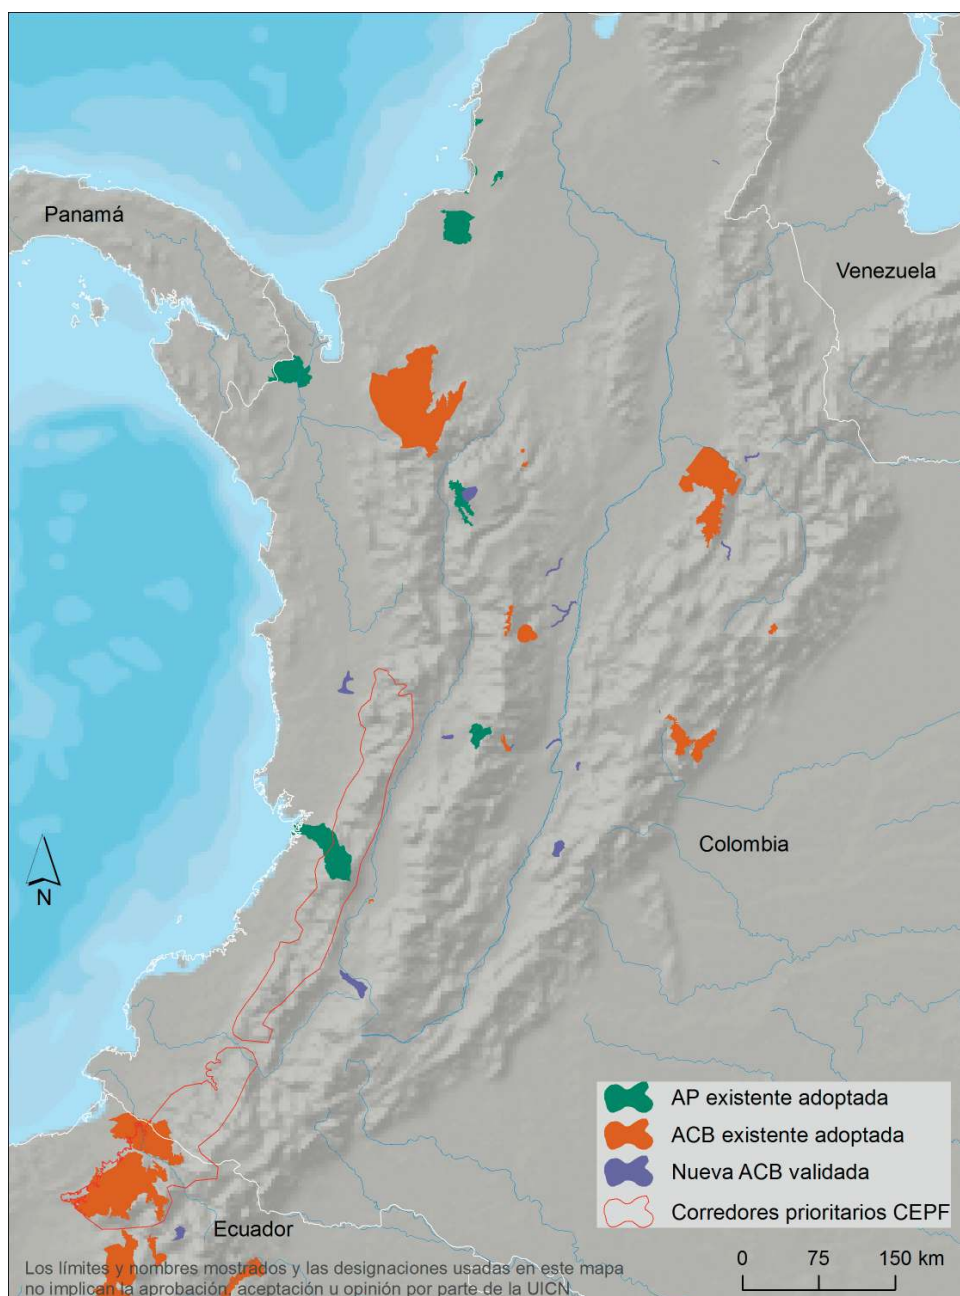 Panamá
Venezuela
Colombia
N
AP existente adoptada
ACB existente adoptada
Nueva ACB validada
Corredores prioritarios CEPF
Ecuador
0 75 150 km
Los límites y nombres mostrados y las designaciones usadas en este mapa
no implican la aprobación, aceptación u opinión por parte de la UICN